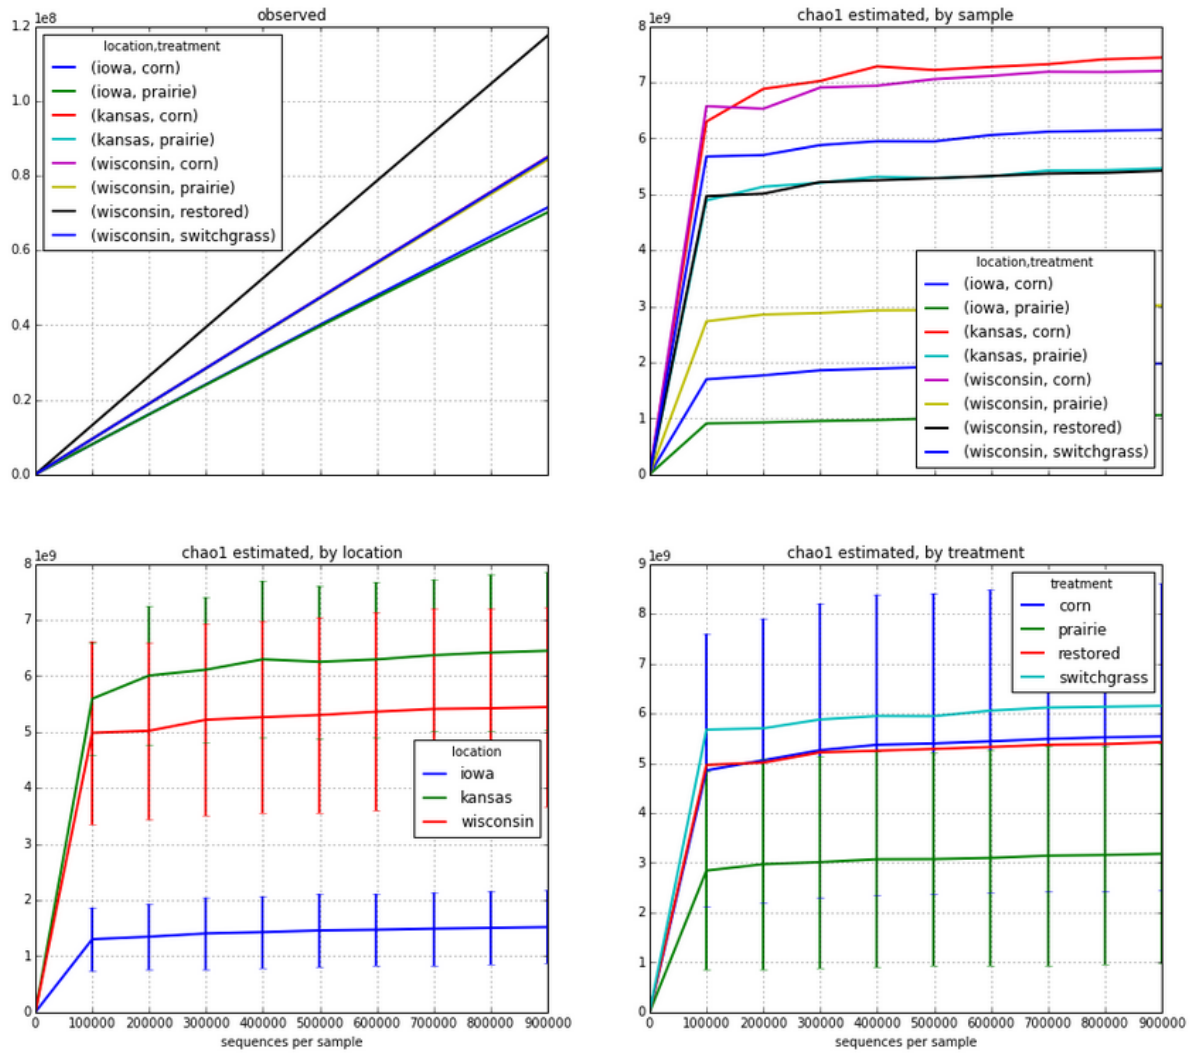 observed
1e8
1.2
1.0
0.8
0.6
0.4
0.2
0.0
location,treatment
(iowa, corn)
(iowa, prairie)
(kansas, corn)
(kansas, prairie)
(wisconsin, corn)
(wisconsin, prairie)
(wisconsin, restored)
(wisconsin, switchgrass)
chao1 estimated, by sample
1e9
8
7
6
5
4
3
2
1
0
location,treatment
(iowa, corn)
(iowa, prairie)
(kansas, corn)
(kansas, prairie)
(wisconsin, corn)
(wisconsin, prairie)
(wisconsin, restored)
(wisconsin, switchgrass)
chao1 estimated, by location
1e9
8
7
6
5
4
3
2
1
0
location
iowa
kansas
wisconsin
0 100000 200000 300000 400000 500000 600000 700000 800000 900000
sequences per sample
chao1 estimated, by treatment
1e9
9
8
7
6
5
4
3
2
1
0
treatment
corn
prairie
restored
switchgrass
0 100000 200000 300000 400000 500000 600000 700000 800000 900000
sequences per sample